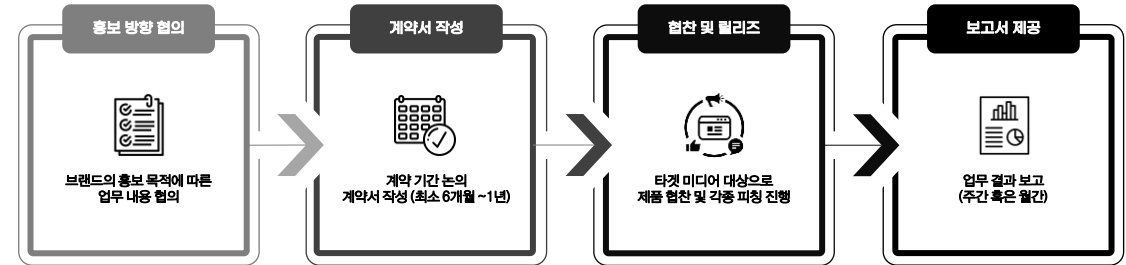 홍보 방향 협의
브랜드의 홍보 목적에 따른
업무 내용 협의
계약서 작성
계약 기간 논의
계약서 작성 (최소 6개월 ~1년)
협찬 및 릴리즈
타겟 미디어 대상으로
제품 협찬 및 각종 피칭 진행
보고서 제공
업무 결과 보고
(주간 혹은 월간)